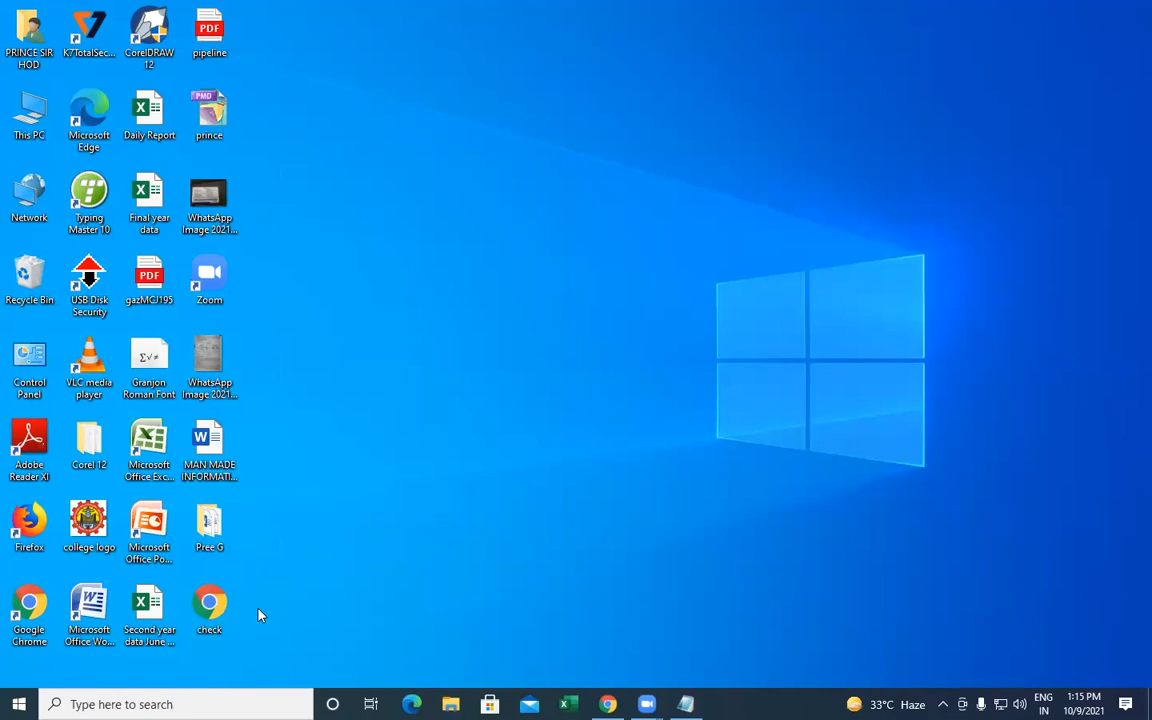 PRINCE SIR
HOD
K7TotalSec...
CorelDRAW
12
PDF
pipeline
This PC
Microsoft
Edge
Daily Report
PMD
prince
Network
Typing
Master 10
Final year
data
WhatsApp
Image 2021...
Recycle Bin
USB Disk
Security
PDF
gazMCJ195
Zoom
Control
Panel
VLC media
player
Σ√≠
Granjon
Roman Font
WhatsApp
Image 2021...
Adobe
Reader XI
Corel 12
Microsoft
Office Exc...
MAN MADE
INFORMATI...
Firefox
college logo
Microsoft
Office Po...
Pree G
Google
Chrome
Microsoft
Office Wo...
Second year
data June ...
check
Type here to search
33°C Haze
ENG
IN
1:15 PM
10/9/2021